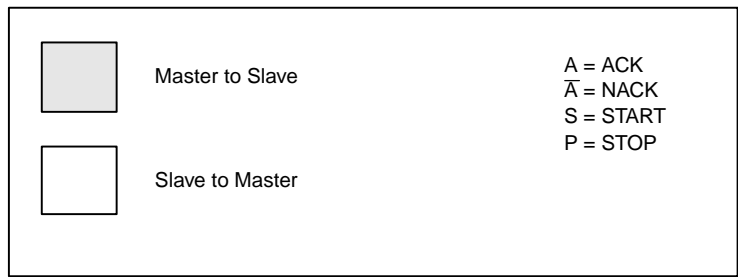 Master to Slave
A = ACK
A̅ = NACK
S = START
P = STOP
Slave to Master